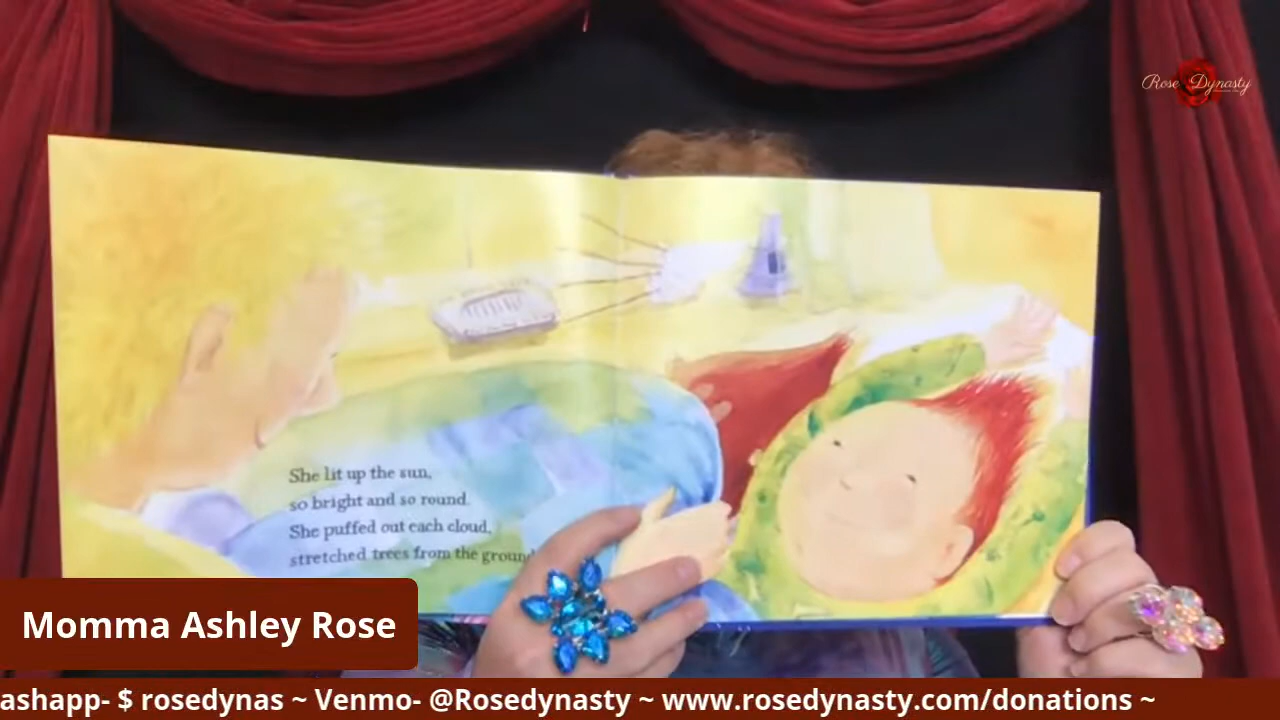 Rose Dynasty
She lit up the sun,
so bright and so round.
She puffed out each cloud,
stretched trees from the ground
Momma Ashley Rose
ashapp- $ rosedynas ~ Venmo- @Rosedynasty ~ www.rosedynasty.com/donations ~